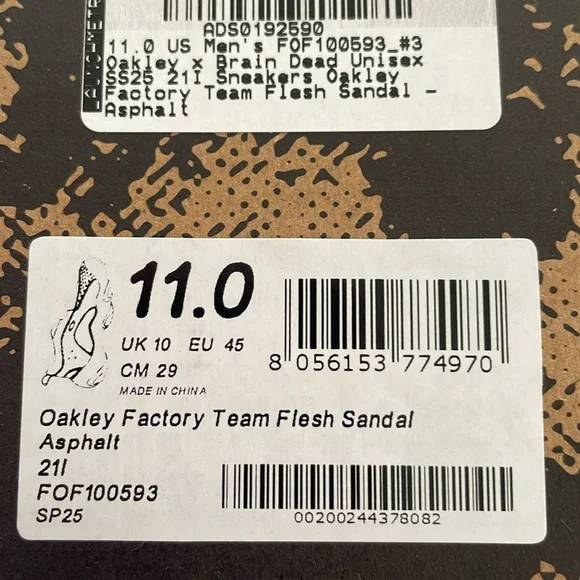 ADS0192590
11.0 US Men's FOF100593_#3
Oakley x Brain Dead Unisex
SS25 21I Sneakers Oakley
Factory Team Flesh Sandal -
Asphalt
11.0
UK 10 EU 45
CM 29
MADE IN CHINA
8 056153 774970
Oakley Factory Team Flesh Sandal
Asphalt
21I
FOF100593
SP25
00200244378082